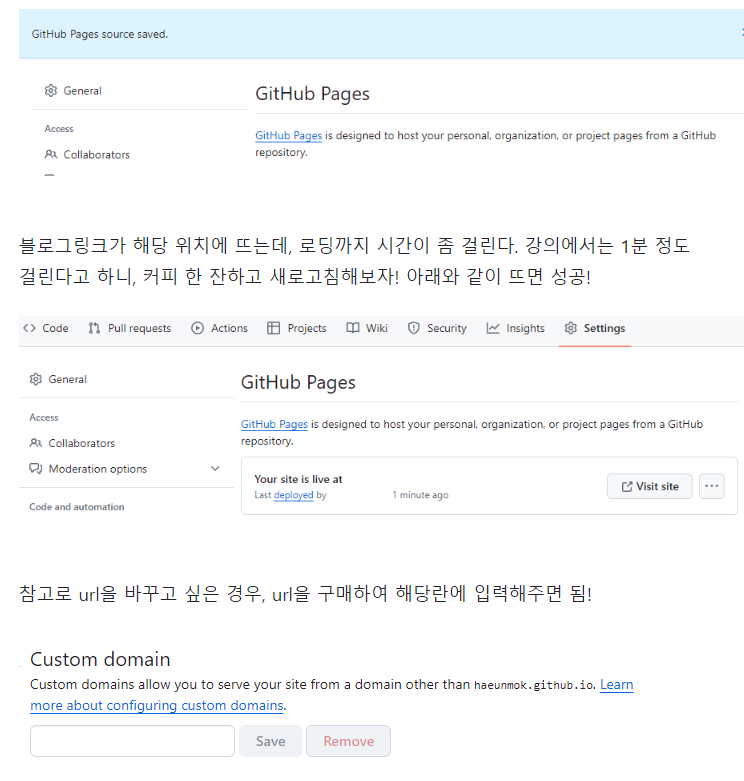 GitHub Pages source saved.
General
GitHub Pages
Access
GitHub Pages is designed to host your personal, organization, or project pages from a GitHub
repository.
Collaborators
블로그링크가 해당 위치에 뜨는데, 로딩까지 시간이 좀 걸린다. 강의에서는 1분 정도
걸린다고 하니, 커피 한 잔하고 새로고침해보자! 아래와 같이 뜨면 성공!
Code Pull requests Actions Projects Wiki Security Insights Settings
General
GitHub Pages
Access
GitHub Pages is designed to host your personal, organization, or project pages from a GitHub
repository.
Collaborators
Moderation options
Code and automation
Your site is live at
Last deployed by 1 minute ago
Visit site
참고로 url을 바꾸고 싶은 경우, url을 구매하여 해당란에 입력해주면 됨!
Custom domain
Custom domains allow you to serve your site from a domain other than haeunmok.github.io. Learn
more about configuring custom domains.
Save Remove